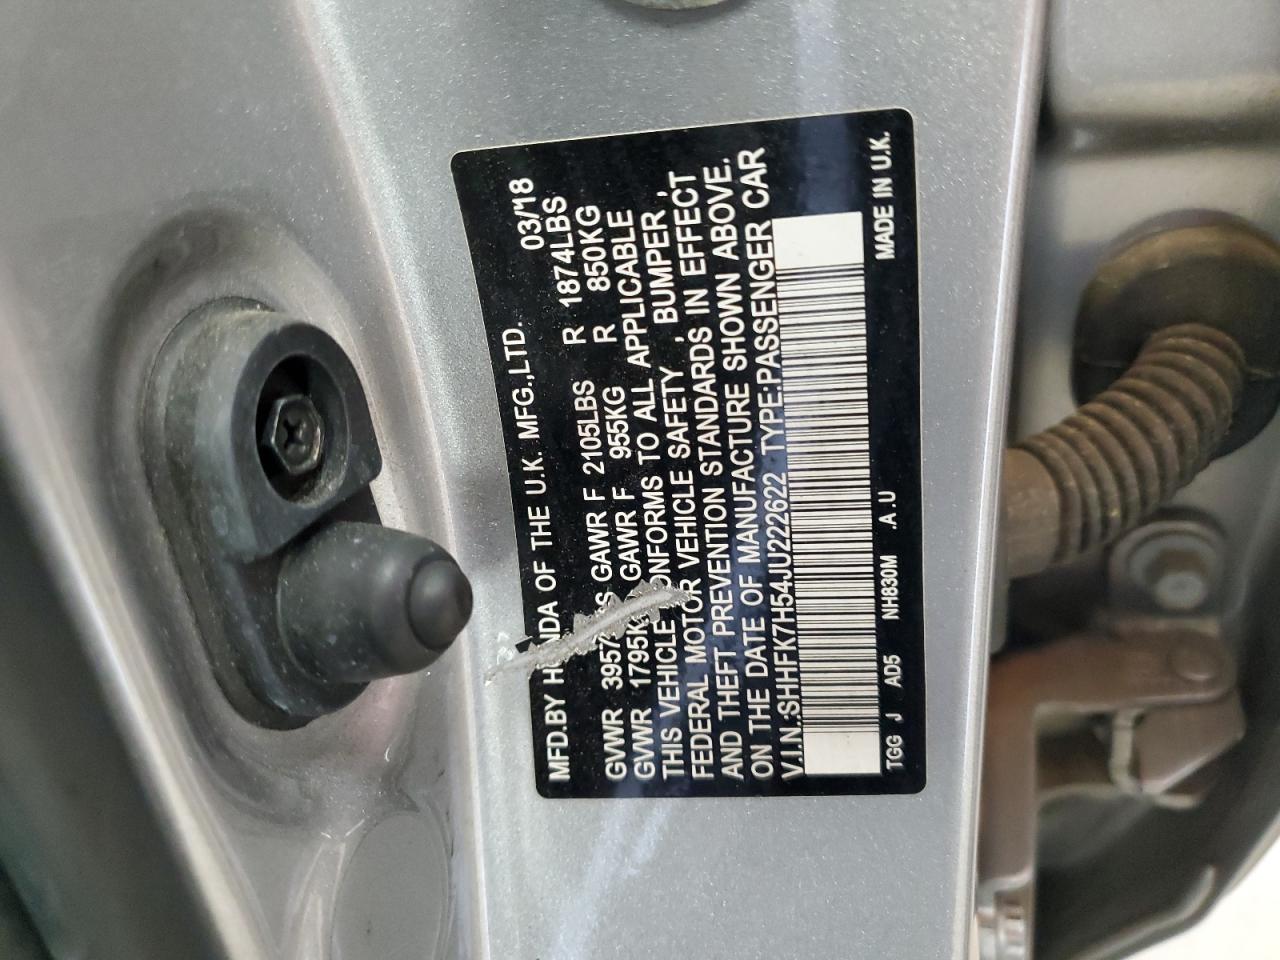 MFD.BY HONDA OF THE U.K. MFG.,LTD. 03/18
GVWR 3957 GAWR F 2105LBS R 1874LBS
GVWR 1795K GAWR F 955KG R 850KG
THIS VEHICLE CONFORMS TO ALL APPLICABLE
FEDERAL MOTOR VEHICLE SAFETY , BUMPER ,
AND THEFT PREVENTION STANDARDS IN EFFECT
ON THE DATE OF MANUFACTURE SHOWN ABOVE.
V.I.N.:SHHFK7H54JU222622 TYPE:PASSENGER CAR
TGG J AD5 NH830M .A.U MADE IN U.K.